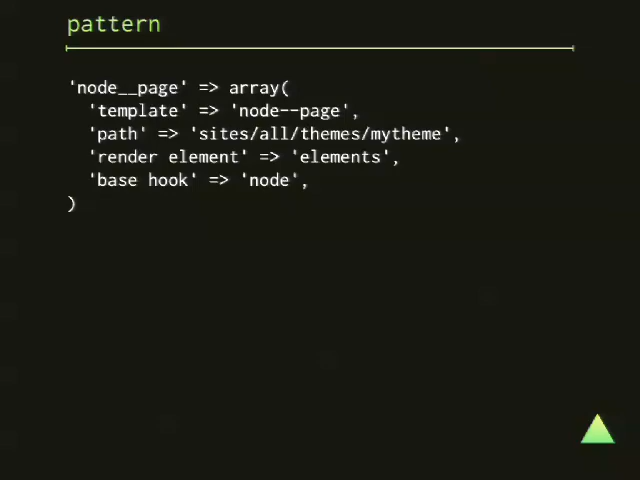 pattern
'node__page' => array(
  'template' => 'node--page',
  'path' => 'sites/all/themes/mytheme',
  'render element' => 'elements',
  'base hook' => 'node',
)